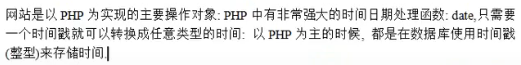 网站是以 PHP 为实现的主要操作对象: PHP 中有非常强大的时间日期处理函数: date,只需要
一个时间戳就可以转换成任意类型的时间: 以 PHP 为主的时候, 都是在数据库使用时间戳
(整型)来存储时间.